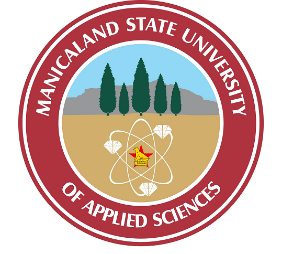 MANICALAND STATE UNIVERSITY
OF APPLIED SCIENCES